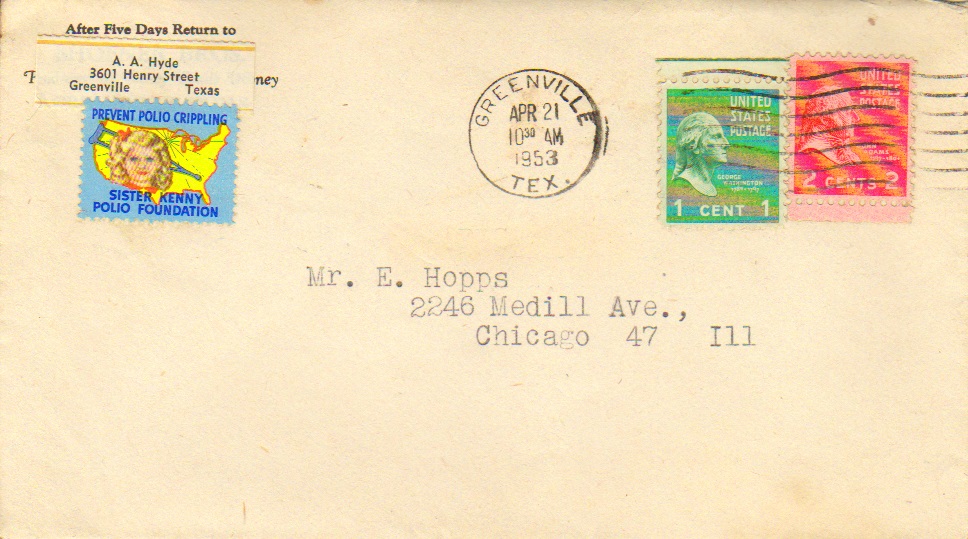 After Five Days Return to
A. A. Hyde
3601 Henry Street
Greenville Texas
PREVENT POLIO CRIPPLING
SISTER KENNY
POLIO FOUNDATION
GREENVILLE
APR 21
10 30 AM
1953
TEX.
UNITED
STATES
POSTAGE
GEORGE
WASHINGTON
1 CENT 1
UNITED
STATES
POSTAGE
JOHN
ADAMS
2 CENTS 2
Mr. E. Hopps
2246 Medill Ave.,
Chicago 47 Ill